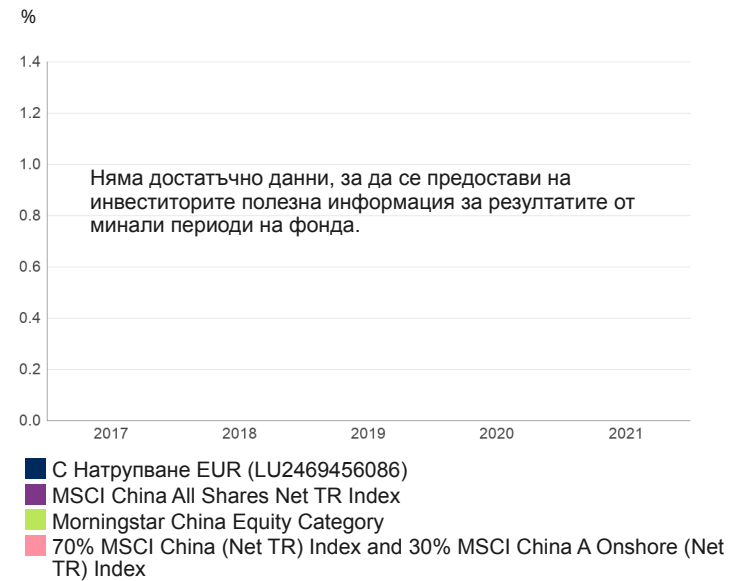 %
1.4
1.2
1.0
Няма достатъчно данни, за да се предостави на
инвеститорите полезна информация за резултатите от
минали периоди на фонда.
0.8
0.6
0.4
0.2
0.0
2017 2018 2019 2020 2021
C Натрупване EUR (LU2469456086)
MSCI China All Shares Net TR Index
Morningstar China Equity Category
70% MSCI China (Net TR) Index and 30% MSCI China A Onshore (Net
TR) Index